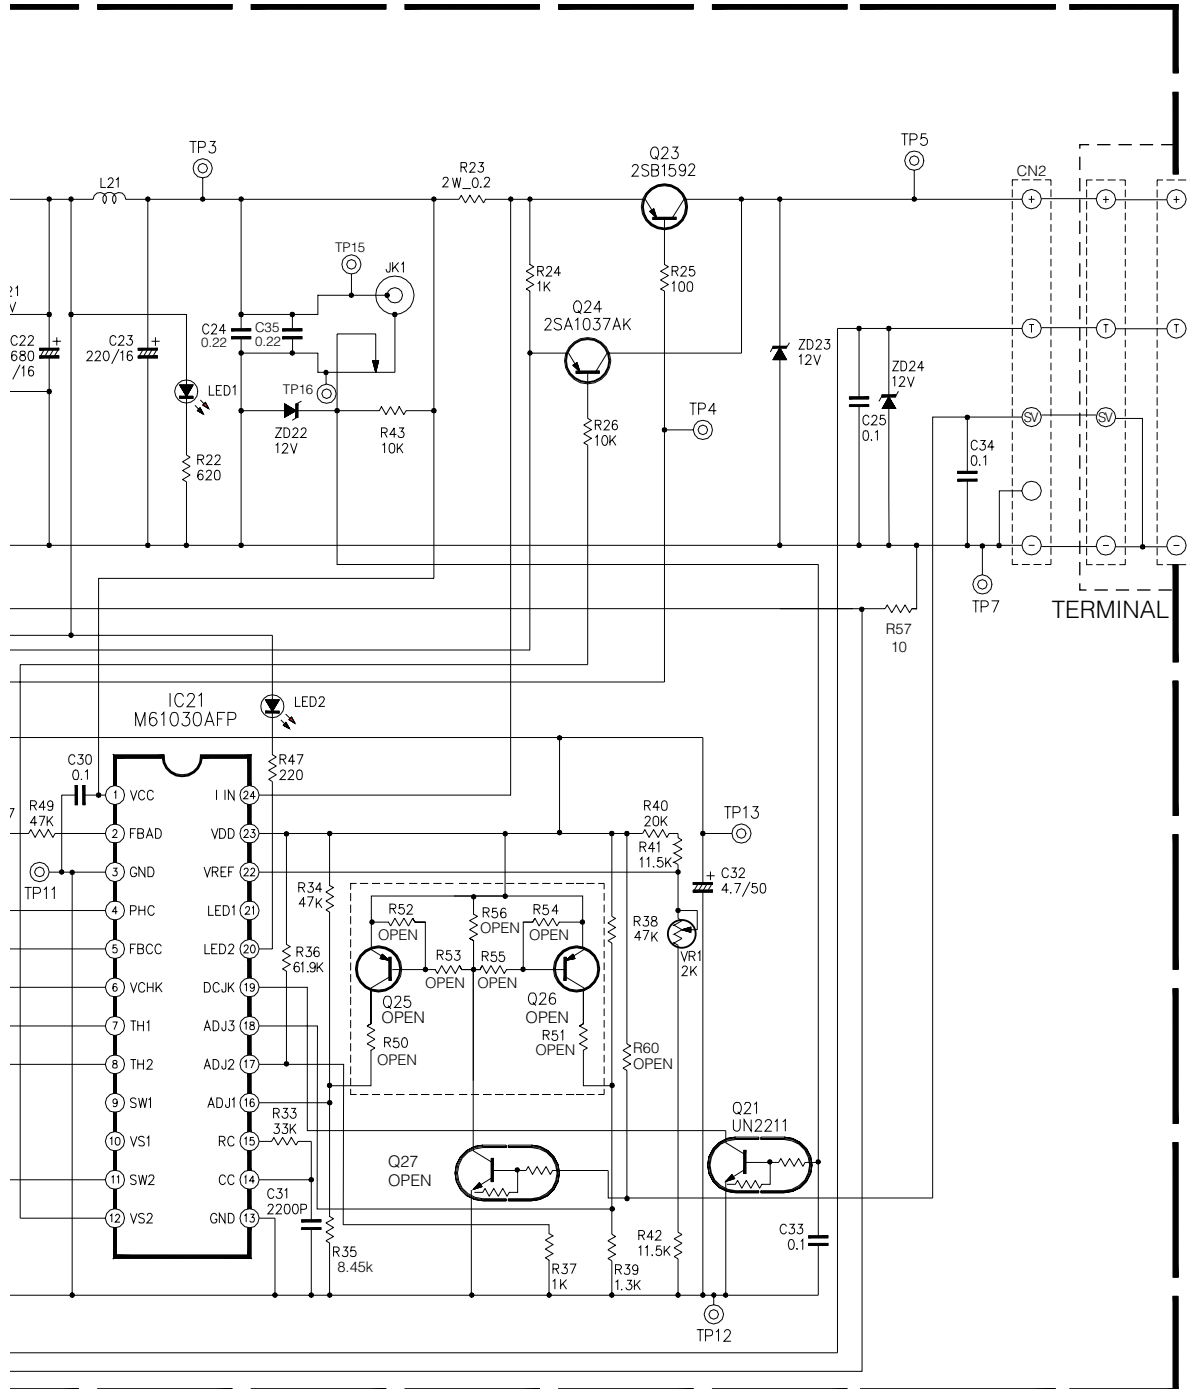 TP3
L21
R23
2W_0.2
Q23
2SB1592
TP5
CN2
+
+
+
TP15
JK1
R24
1K
R25
100
Q24
2SA1037AK
C22
+
680
/16
C23
+
220/16
C24
0.22
C35
0.22
T
T
ZD23
12V
ZD24
12V
LED1
TP16
TP4
SV
SV
ZD22
12V
R43
10K
R26
10K
C25
0.1
C34
0.1
R22
620
-
-
-
TP7
TERMINAL
R57
10
IC21
M61030AFP
LED2
C30
0.1
R47
220
R49
47K
1 VCC
2 FBAD
3 GND
4 PHC
5 FBCC
6 VCHK
7 TH1
8 TH2
9 SW1
10 VS1
11 SW2
12 VS2
I IN 24
VDD 23
VREF 22
LED1 21
LED2 20
DCJK 19
ADJ3 18
ADJ2 17
ADJ1 16
RC 15
CC 14
GND 13
TP11
R40
20K
TP13
R41
11.5K
C32
+
4.7/50
R34
47K
R52
OPEN
R56
OPEN
R54
OPEN
R38
47K
R36
61.9K
R53
OPEN
R55
OPEN
VR1
2K
Q25
OPEN
Q26
OPEN
R50
OPEN
R51
OPEN
R60
OPEN
R33
33K
Q21
UN2211
Q27
OPEN
C31
2200P
R35
8.45k
R37
1K
R39
1.3K
R42
11.5K
C33
0.1
TP12